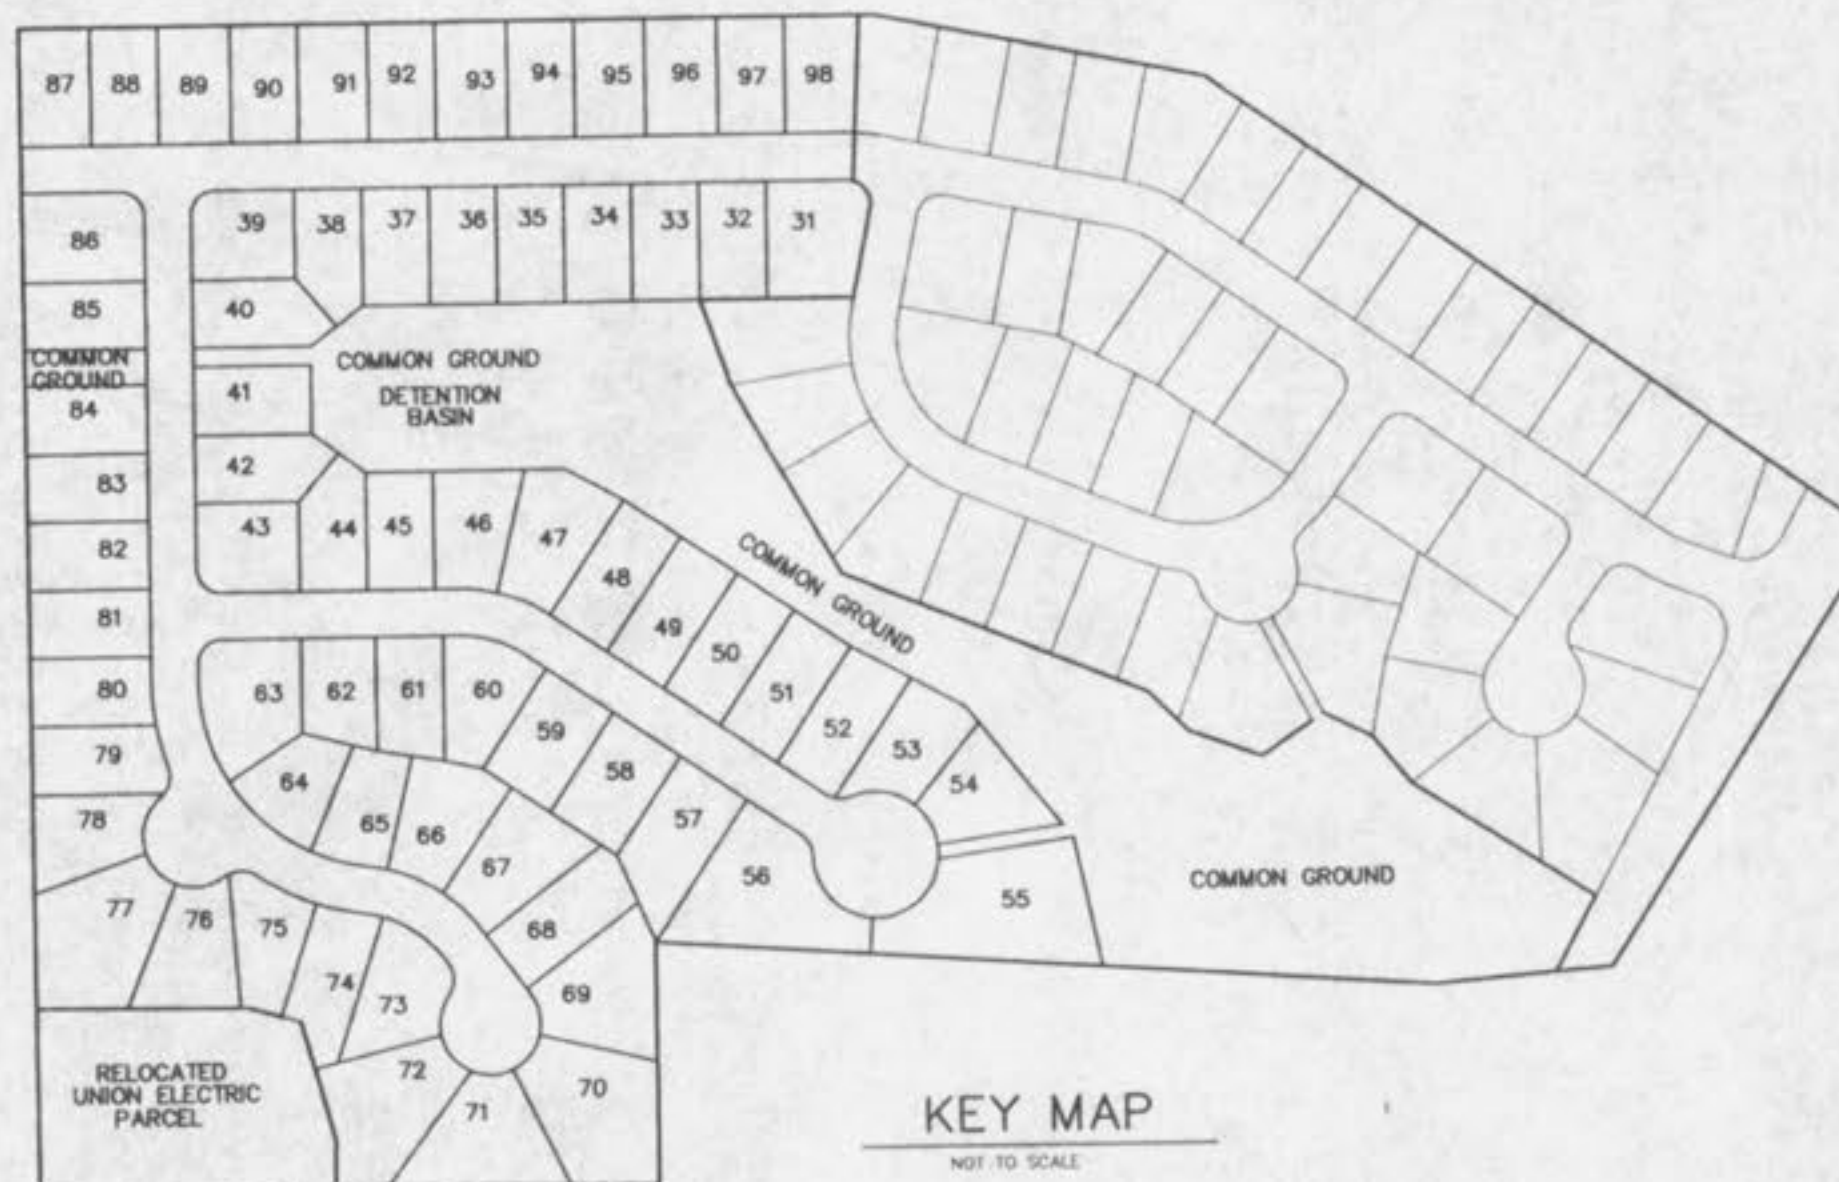 87 88 89 90 91 92 93 94 95 96 97 98
39 38 37 36 35 34 33 32 31
86
85
40
COMMON
GROUND
COMMON GROUND
DETENTION
BASIN
84
41
83
42
82
43 44 45 46 47 48 49 50 51 52 53 54
COMMON GROUND
81
80
63 62 61 60 59 58 57 56 55
COMMON GROUND
79
78
64 65 66 67 68 69 70
77 76 75 74 73 72 71
RELOCATED
UNION ELECTRIC
PARCEL
KEY MAP
NOT TO SCALE